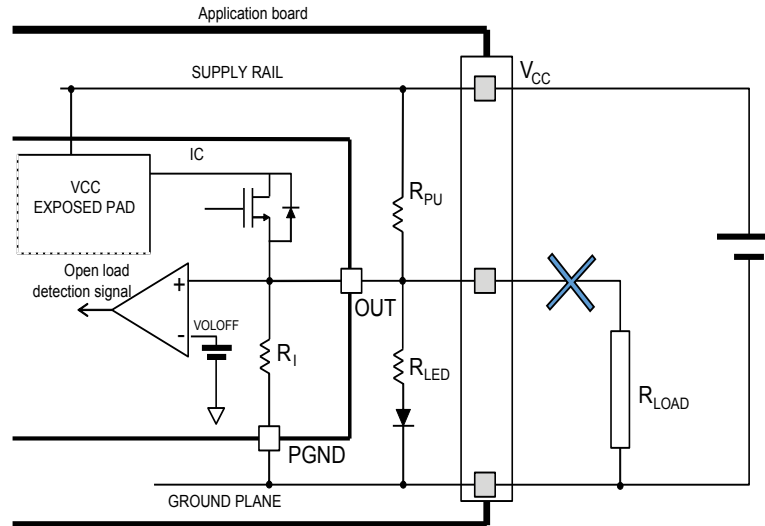 Application board
SUPPLY RAIL
VCC
IC
VCC
EXPOSED PAD
RPU
Open load
detection signal
+
-
VOLOFF
OUT
RI
RLED
RLOAD
PGND
GROUND PLANE